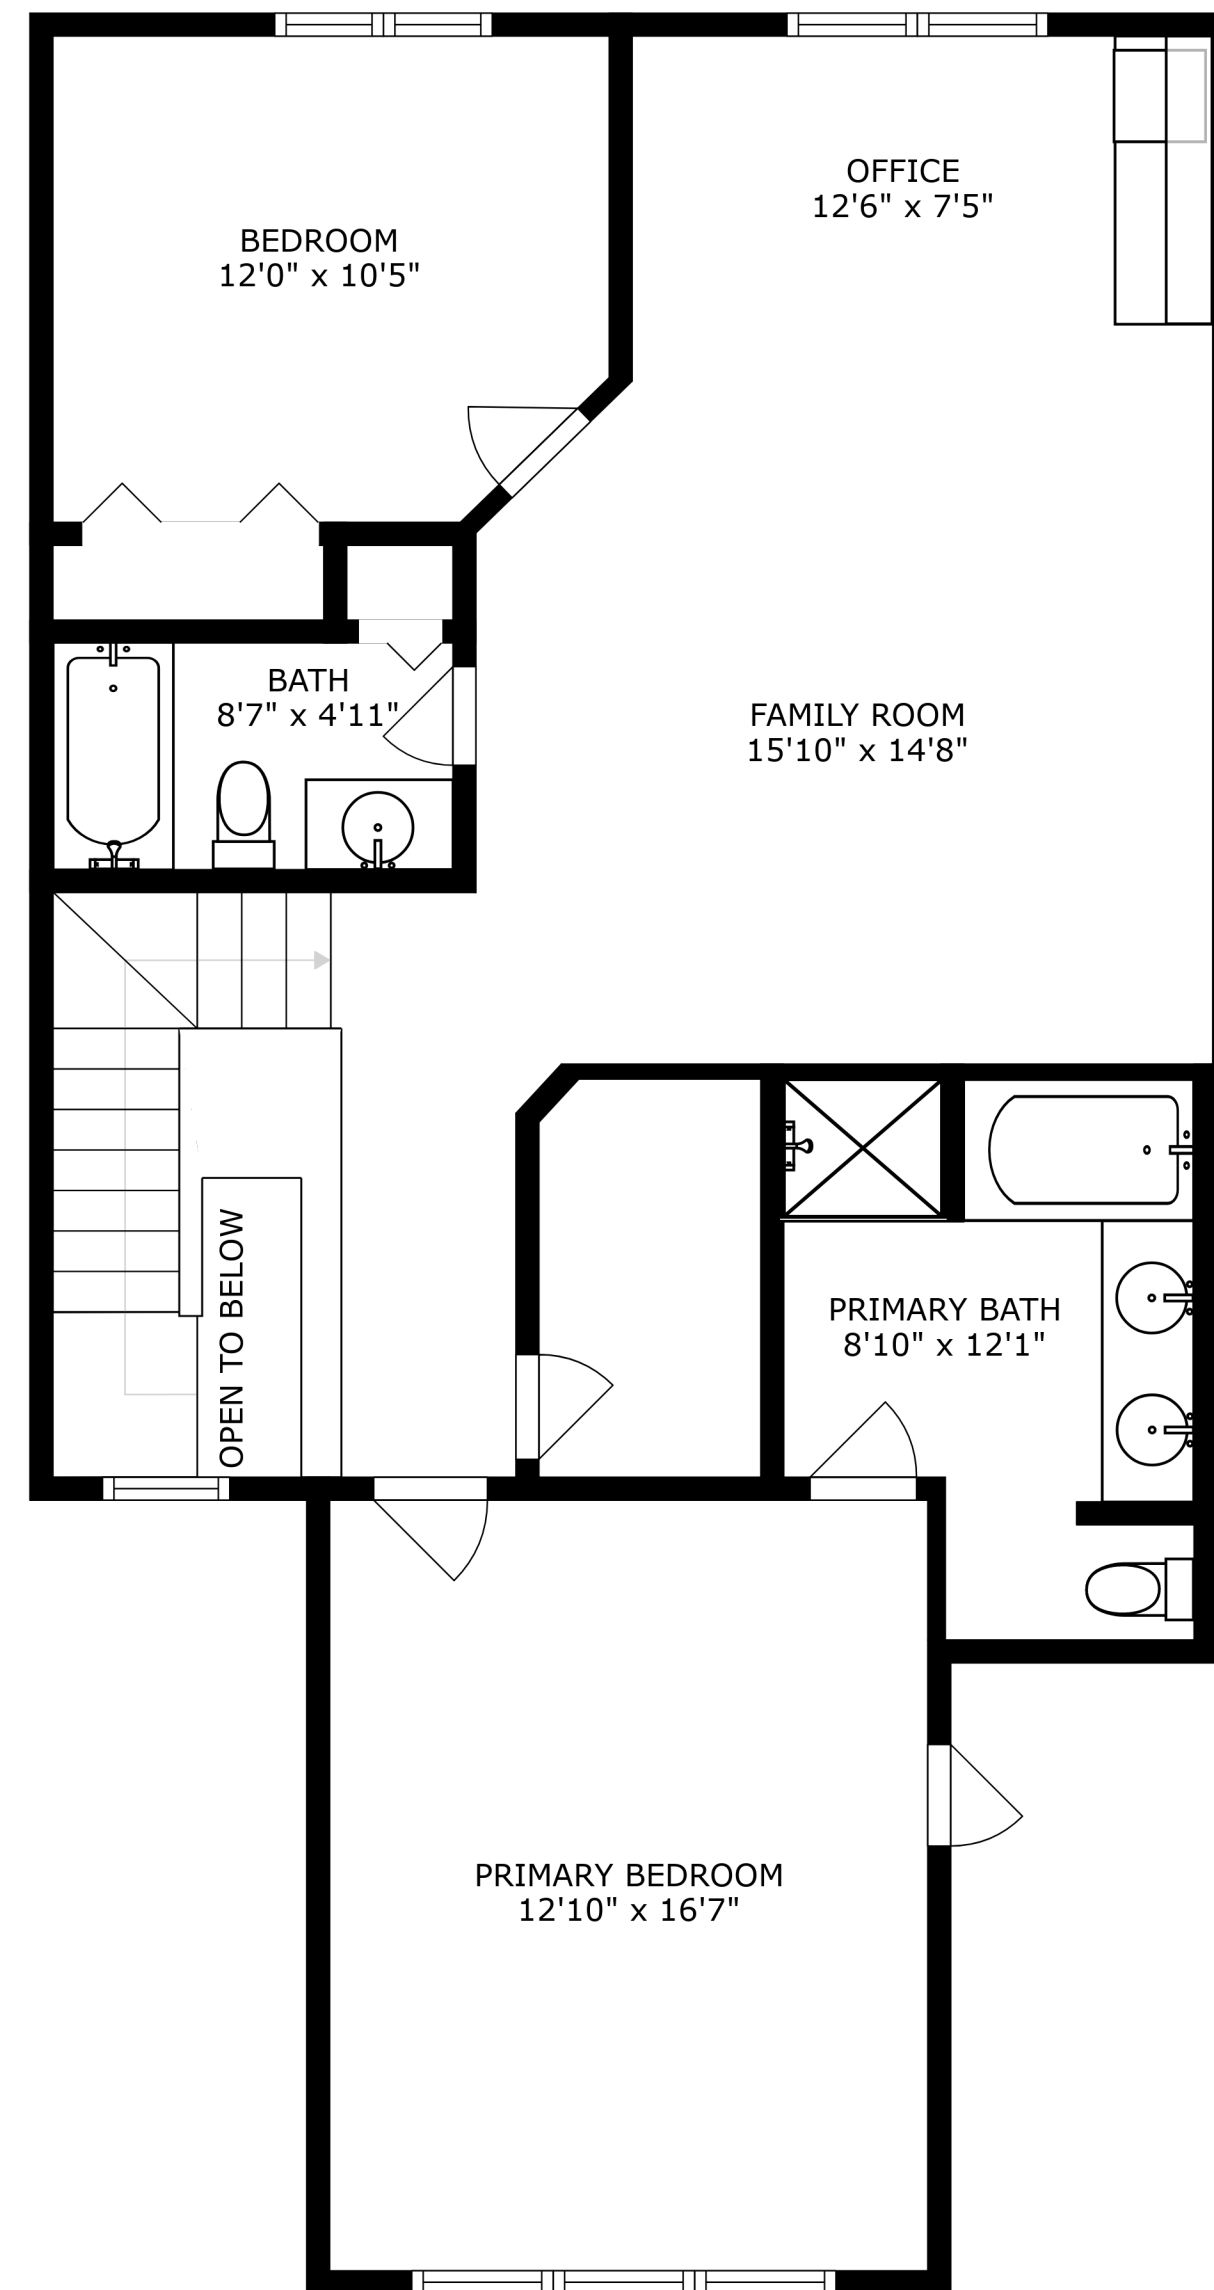 OFFICE
12'6" x 7'5"
BEDROOM
12'0" x 10'5"
BATH
8'7" x 4'11"
FAMILY ROOM
15'10" x 14'8"
OPEN TO BELOW
PRIMARY BATH
8'10" x 12'1"
PRIMARY BEDROOM
12'10" x 16'7"